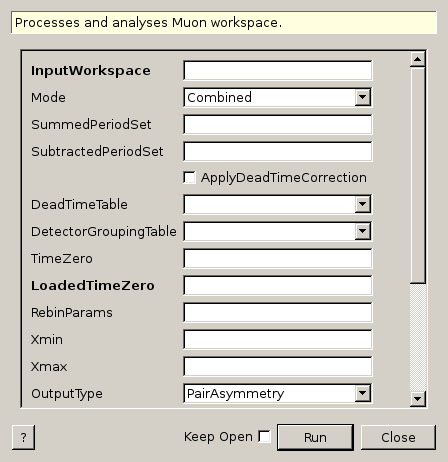 Processes and analyses Muon workspace.
InputWorkspace
Mode Combined
SummedPeriodSet
SubtractedPeriodSet
ApplyDeadTimeCorrection
DeadTimeTable
DetectorGroupingTable
TimeZero
LoadedTimeZero
RebinParams
Xmin
Xmax
OutputType PairAsymmetry
? Keep Open Run Close